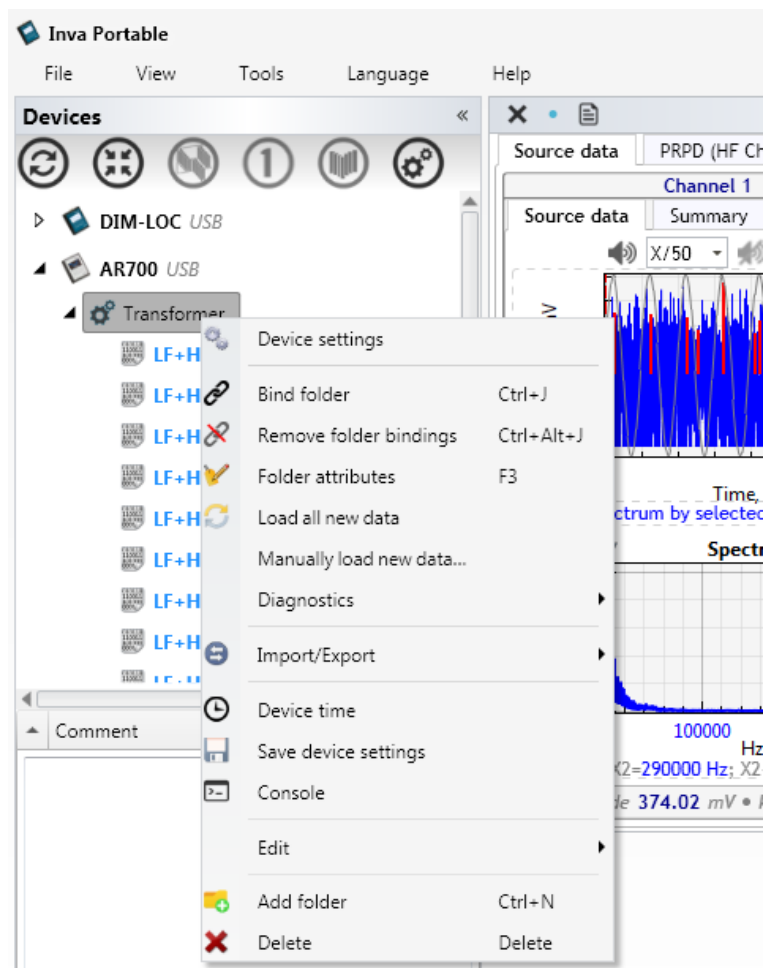 Inva Portable
File View Tools Language Help
Devices «
Source data PRPD (HF Ch
Channel 1
DIM-LOC USB
Source data Summary
AR700 USB
X/50
Transformer
Device settings
LF+H
LF+H
Bind folder Ctrl+J
LF+H
Remove folder bindings Ctrl+Alt+J
LF+H
Folder attributes F3
Time,
LF+H
Load all new data
ctrum by selected
LF+H
Manually load new data...
Spectr
LF+H
Diagnostics
LF+H
Import/Export
Device time
Comment
100000
Hz
Save device settings
X2=290000 Hz; X2
Console
de 374.02 mV •
Edit
Add folder Ctrl+N
Delete Delete